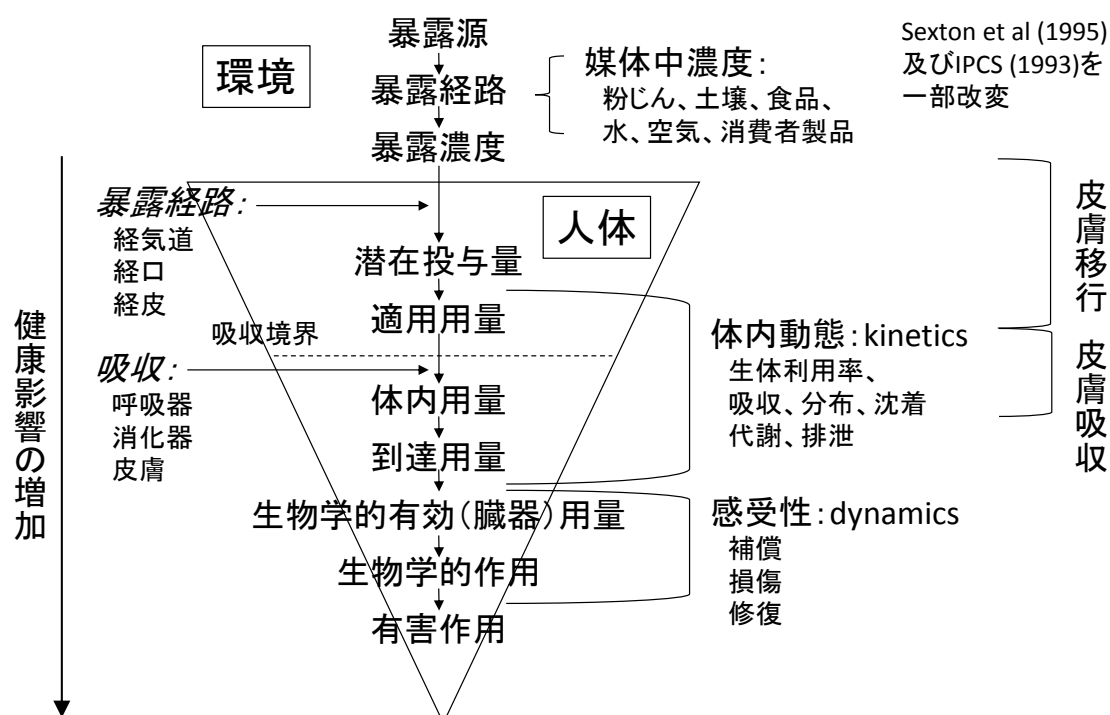 暴露源
環境
暴露経路
暴露濃度
媒体中濃度：
粉じん、土壌、食品、
水、空気、消費者製品
Sexton et al (1995)
及びIPCS (1993)を
一部改変
暴露経路：
経気道
経口
経皮
人体
潜在投与量
適用用量
吸収境界
吸収：
呼吸器
消化器
皮膚
体内用量
到達用量
生物学的有効（臓器）用量
生物学的作用
有害作用
体内動態：kinetics
生体利用率、
吸収、分布、沈着
代謝、排泄
感受性：dynamics
補償
損傷
修復
皮膚移行
皮膚吸収
健康影響の増加